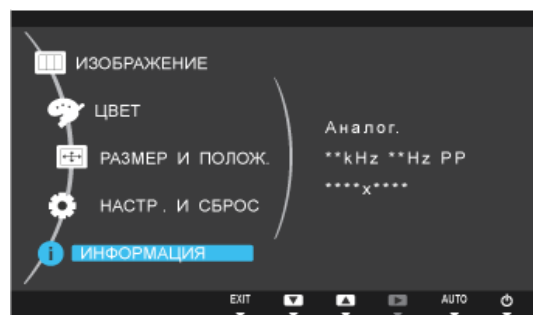 ИЗОБРАЖЕНИЕ
ЦВЕТ
РАЗМЕР И ПОЛОЖ.
НАСТР. И СБРОС
ИНФОРМАЦИЯ
Аналог.
**kHz **Hz PP
****x****
EXIT
AUTO